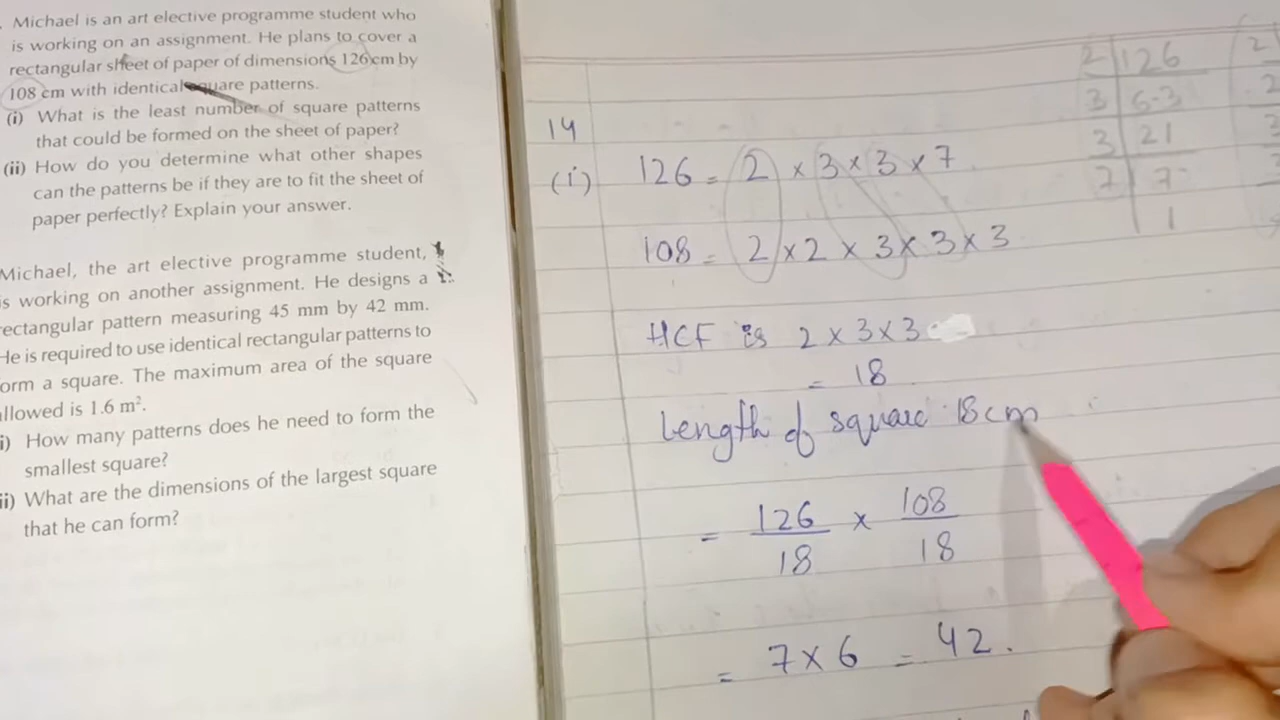 Michael is an art elective programme student who
is working on an assignment. He plans to cover a
rectangular sheet of paper of dimensions 126 cm by
108 cm with identical square patterns.
(i) What is the least number of square patterns
that could be formed on the sheet of paper?
(ii) How do you determine what other shapes
can the patterns be if they are to fit the sheet of
paper perfectly? Explain your answer.
Michael, the art elective programme student,
is working on another assignment. He designs a
rectangular pattern measuring 45 mm by 42 mm.
He is required to use identical rectangular patterns to
orm a square. The maximum area of the square
llowed is 1.6 m².
i) How many patterns does he need to form the
smallest square?
ii) What are the dimensions of the largest square
that he can form?
14
(i) 126 = 2 × 3 × 3 × 7
108 = 2 × 2 × 3 × 3 × 3
HCF is 2 × 3 × 3
= 18
Length of square 18 cm
= 126/18 × 108/18
= 7 × 6 = 42.
2 126
3 63
3 21
7 7
1